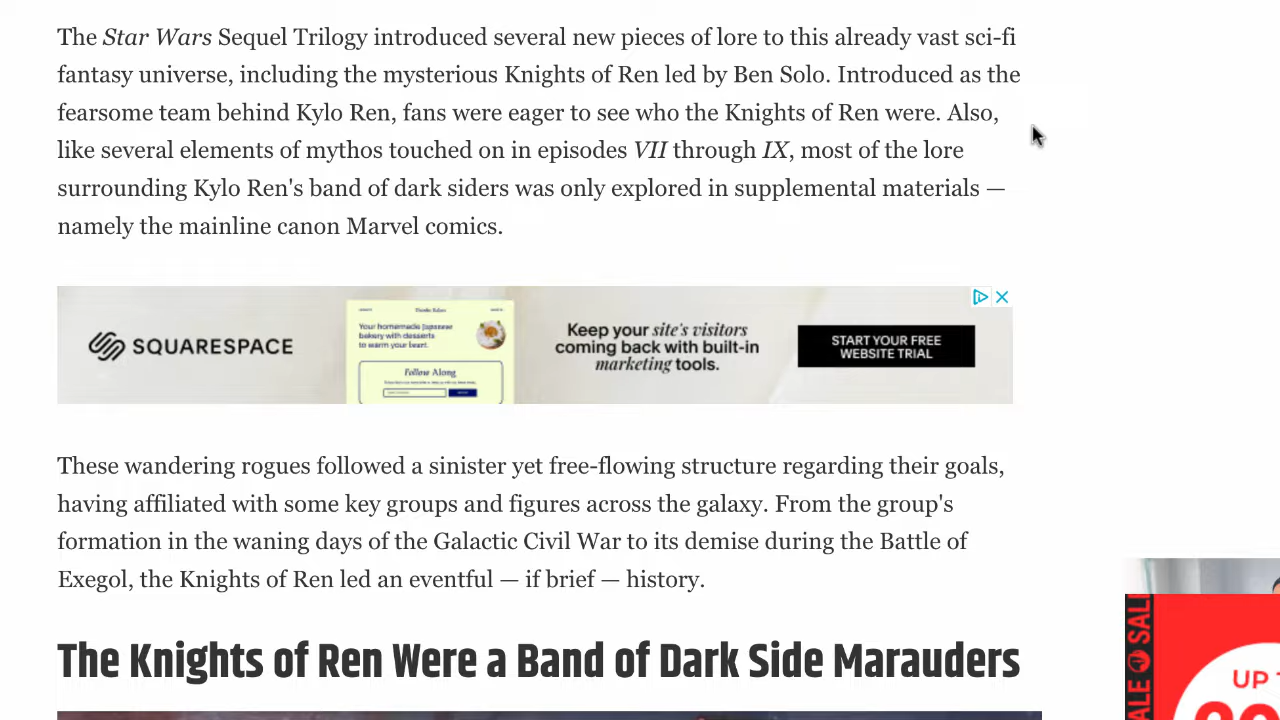 The Star Wars Sequel Trilogy introduced several new pieces of lore to this already vast sci-fi
fantasy universe, including the mysterious Knights of Ren led by Ben Solo. Introduced as the
fearsome team behind Kylo Ren, fans were eager to see who the Knights of Ren were. Also,
like several elements of mythos touched on in episodes VII through IX, most of the lore
surrounding Kylo Ren's band of dark siders was only explored in supplemental materials —
namely the mainline canon Marvel comics.
SQUARESPACE
Your homemade Japanese
bakery with desserts
to warm your heart.
Follow Along
Keep your site's visitors
coming back with built-in
marketing tools.
START YOUR FREE
WEBSITE TRIAL
These wandering rogues followed a sinister yet free-flowing structure regarding their goals,
having affiliated with some key groups and figures across the galaxy. From the group's
formation in the waning days of the Galactic Civil War to its demise during the Battle of
Exegol, the Knights of Ren led an eventful — if brief — history.
The Knights of Ren Were a Band of Dark Side Marauders
UP